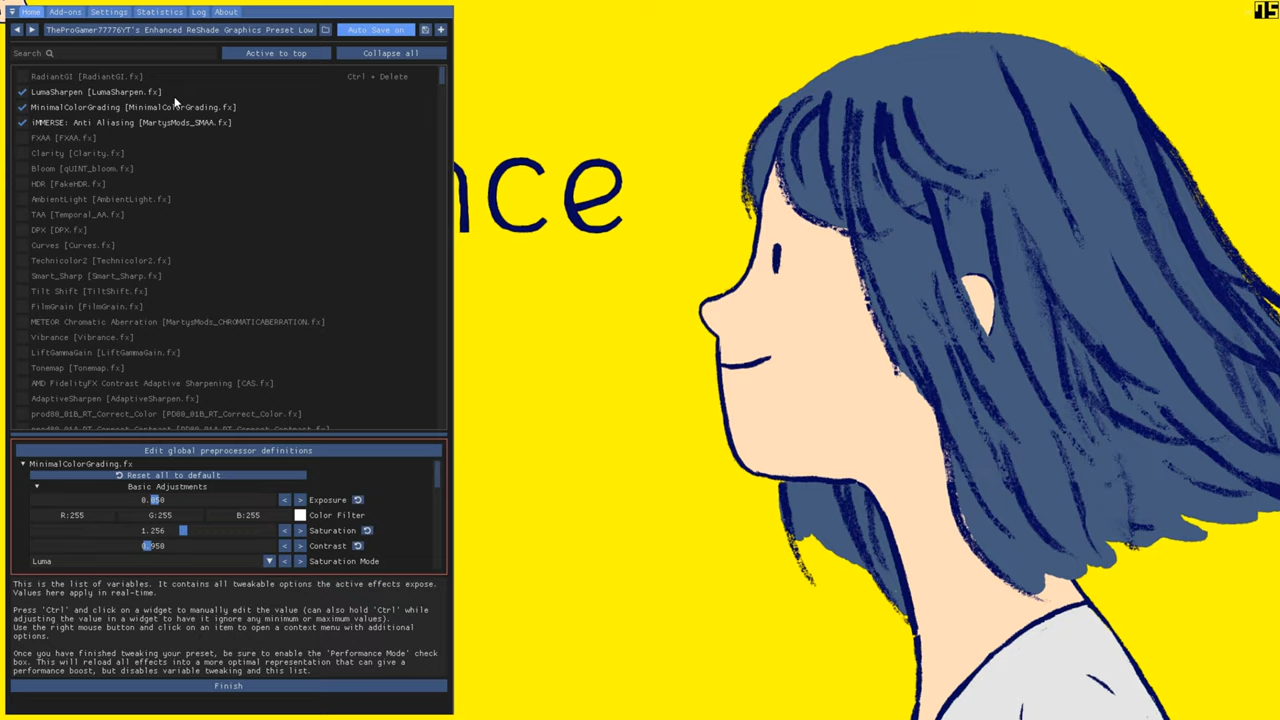 75
Home Add-ons Settings Statistics Log About
TheProGamer77776YT's Enhanced ReShade Graphics Preset Low Auto Save on
Search Active to top Collapse all
RadiantGI [RadiantGI.fx] Ctrl + Delete
LumaSharpen [LumaSharpen.fx]
MinimalColorGrading [MinimalColorGrading.fx]
iMMERSE: Anti Aliasing [MartysMods_SMAA.fx]
FXAA [FXAA.fx]
Clarity [Clarity.fx]
Bloom [qUINT_bloom.fx]
HDR [FakeHDR.fx]
AmbientLight [AmbientLight.fx]
TAA [Temporal_AA.fx]
DPX [DPX.fx]
Curves [Curves.fx]
Technicolor2 [Technicolor2.fx]
Smart_Sharp [Smart_Sharp.fx]
Tilt Shift [TiltShift.fx]
FilmGrain [FilmGrain.fx]
METEOR Chromatic Aberration [MartysMods_CHROMATICABERRATION.fx]
Vibrance [Vibrance.fx]
LiftGammaGain [LiftGammaGain.fx]
Tonemap [Tonemap.fx]
AMD FidelityFX Contrast Adaptive Sharpening [CAS.fx]
AdaptiveSharpen [AdaptiveSharpen.fx]
prod80_01B_RT_Correct_Color [PD80_01B_RT_Correct_Color.fx]
prod80_01A_RT_Correct_Contrast [PD80_01A_RT_Correct_Contrast.fx]
nce
Edit global preprocessor definitions
MinimalColorGrading.fx
Reset all to default
Basic Adjustments
0.050 < > Exposure
R:255 G:255 B:255 Color Filter
1.256 < > Saturation
0.950 < > Contrast
Luma Saturation Mode
This is the list of variables. It contains all tweakable options the active effects expose.
Values here apply in real-time.
Press 'Ctrl' and click on a widget to manually edit the value (can also hold 'Ctrl' while
adjusting the value in a widget to have it ignore any minimum or maximum values).
Use the right mouse button and click on an item to open a context menu with additional
options.
Once you have finished tweaking your preset, be sure to enable the 'Performance Mode' check
box. This will reload all effects into a more optimal representation that can give a
performance boost, but disables variable tweaking and this list.
Finish